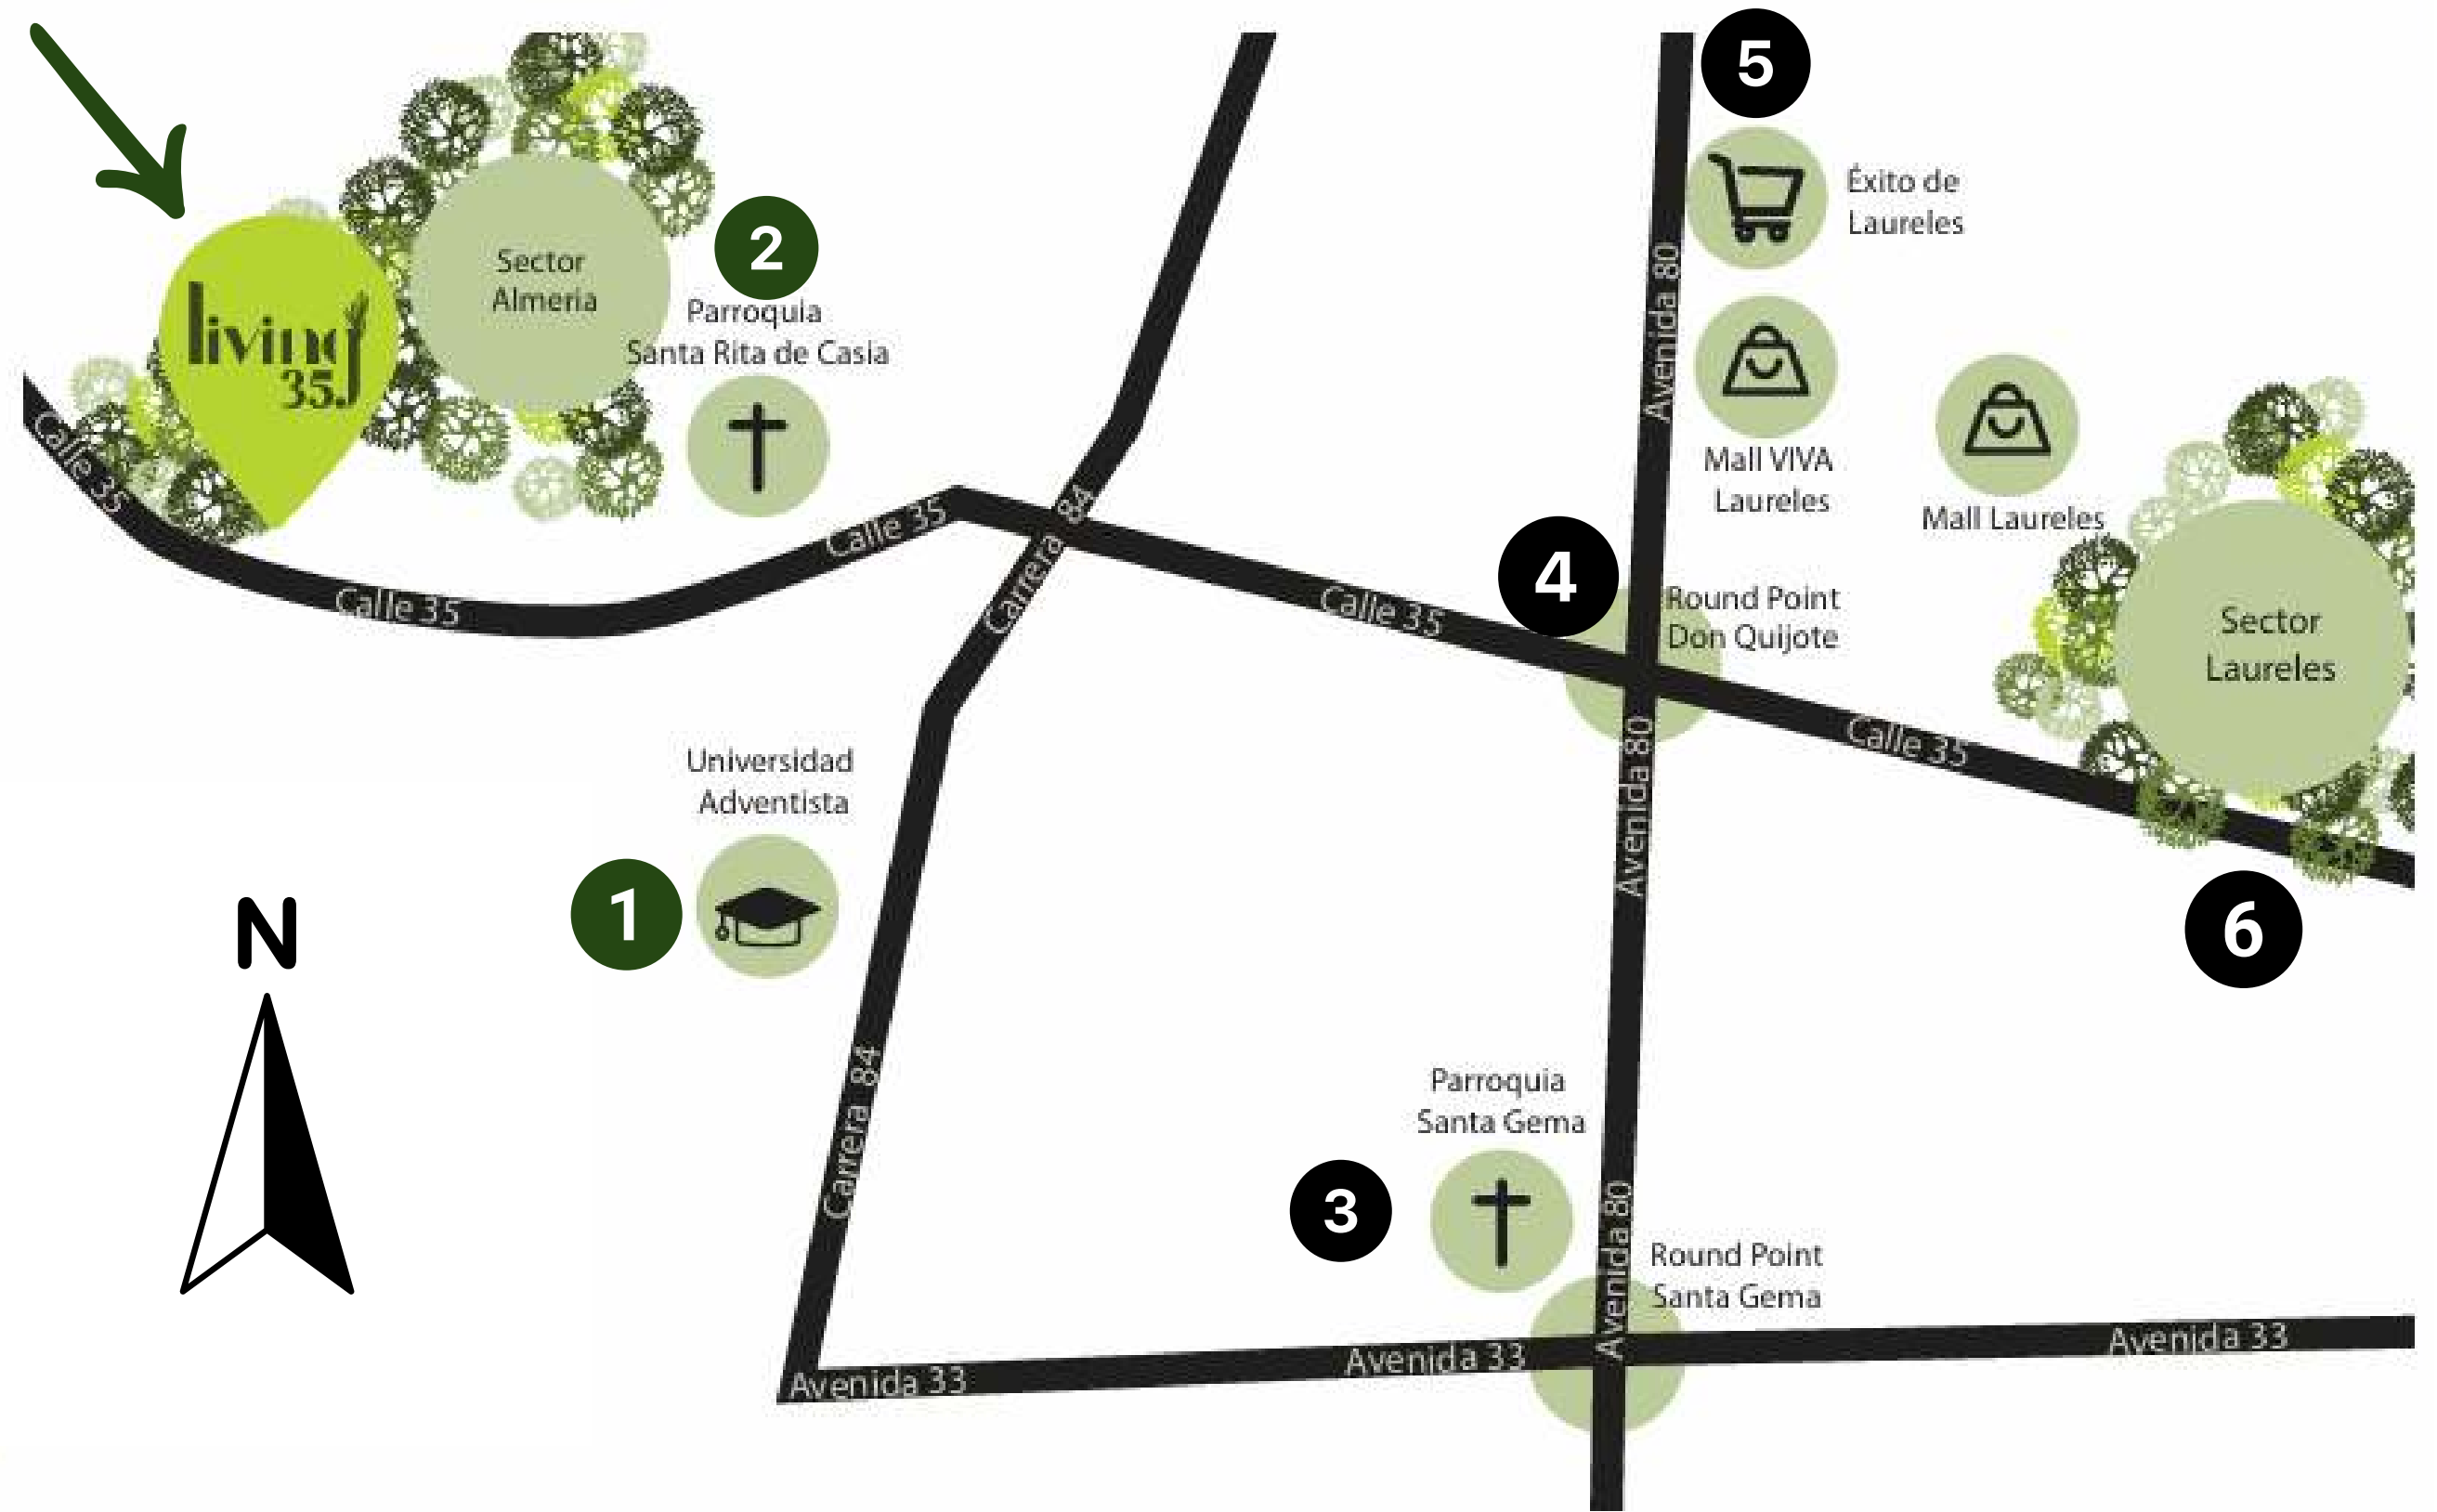 5
Éxito de
Laureles
2
Sector
Almeria
Parroquia
Santa Rita de Casia
living
35
Avenida 80
Mall VIVA
Laureles
Mall Laureles
Calle 35
Calle 35
Calle 35
Carrera 84
Calle 35
4
Round Point
Don Quijote
Sector
Laureles
Calle 35
Avenida 80
Universidad
Adventista
1
N
6
Carrera 84
Parroquia
Santa Gema
3
Avenida 80
Round Point
Santa Gema
Avenida 33
Avenida 33
Avenida 33